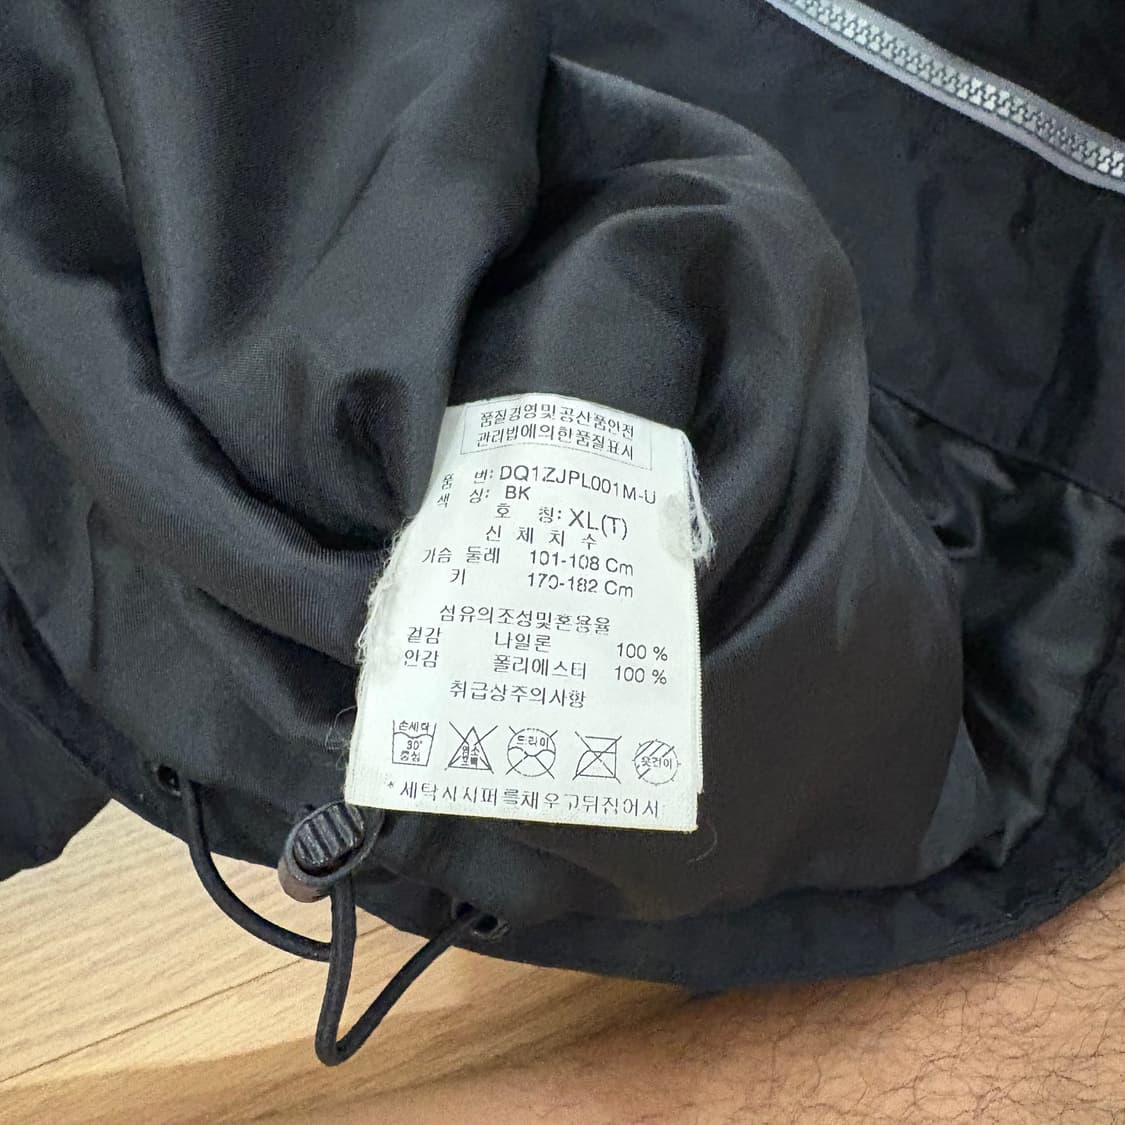 품질경영및공산품안전
관리법에의한품질표시
품 번: DQ1ZJPL001M-U
색 상: BK
호 칭: XL(T)
신 체 치 수
가슴 둘레 101-108 Cm
키 170-182 Cm
섬유의조성및혼용율
겉감 나일론 100 %
안감 폴리에스터 100 %
취급상주의사항
손세탁 30° 중성
염소표백
드라이
옷걸이
* 세탁시지퍼를채우고뒤집어서